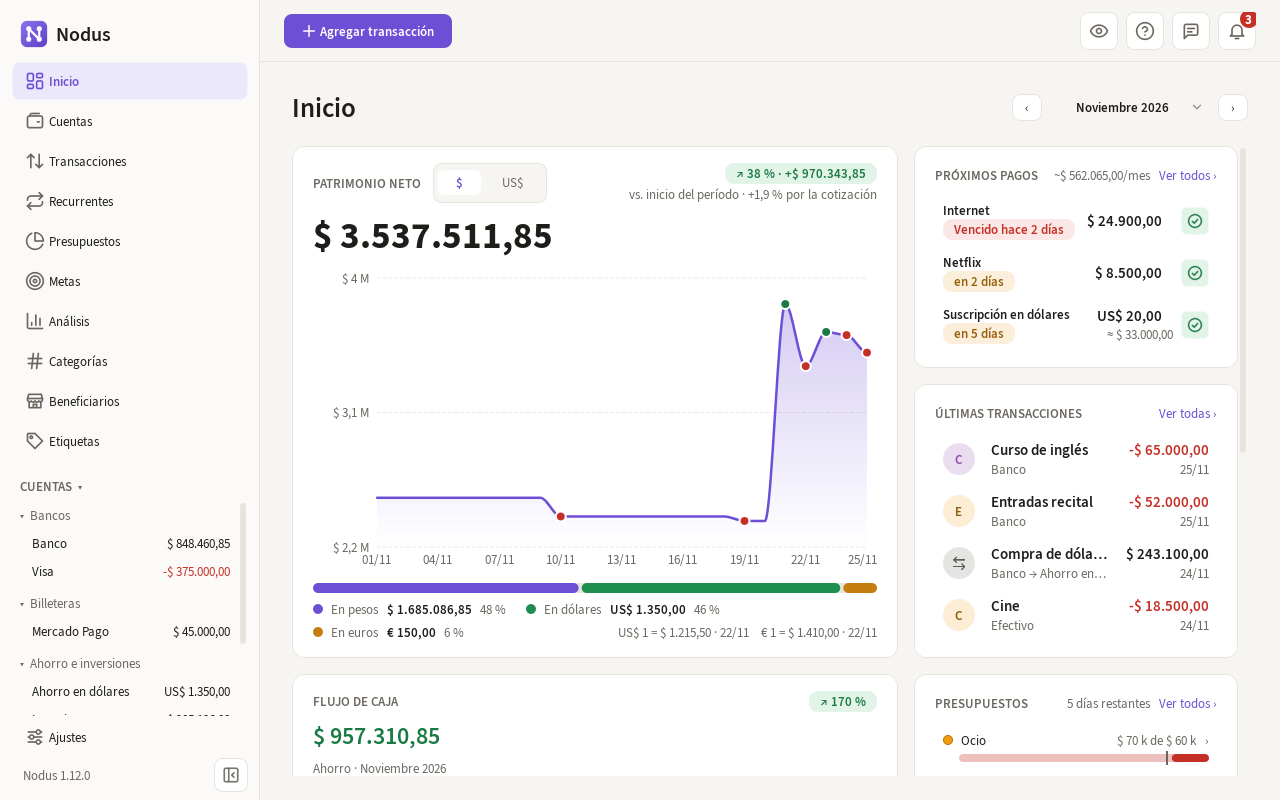 Nodus
Inicio
Cuentas
Transacciones
Recurrentes
Presupuestos
Metas
Análisis
Categorías
Beneficiarios
Etiquetas
CUENTAS
Bancos
Banco $ 848.460,85
Visa -$ 375.000,00
Billeteras
Mercado Pago $ 45.000,00
Ahorro e inversiones
Ahorro en dólares US$ 1.350,00
Ajustes
Nodus 1.12.0
Agregar transacción
3
Inicio
‹ Noviembre 2026 ›
PATRIMONIO NETO $ US$
↗ 38 % · +$ 970.343,85
vs. inicio del período · +1,9 % por la cotización
$ 3.537.511,85
$ 4 M
$ 3,1 M
$ 2,2 M
01/11 04/11 07/11 10/11 13/11 16/11 19/11 22/11 25/11
En pesos $ 1.685.086,85 48 % En dólares US$ 1.350,00 46 %
En euros € 150,00 6 % US$ 1 = $ 1.215,50 · 22/11 € 1 = $ 1.410,00 · 22/11
FLUJO DE CAJA ↗ 170 %
$ 957.310,85
Ahorro · Noviembre 2026
PRÓXIMOS PAGOS ~$ 562.065,00/mes Ver todos ›
Internet
Vencido hace 2 días $ 24.900,00
Netflix
en 2 días $ 8.500,00
Suscripción en dólares US$ 20,00
en 5 días ≈ $ 33.000,00
ÚLTIMAS TRANSACCIONES Ver todas ›
C Curso de inglés -$ 65.000,00
Banco 25/11
E Entradas recital -$ 52.000,00
Banco 25/11
Compra de dóla… $ 243.100,00
Banco → Ahorro en… 24/11
C Cine -$ 18.500,00
Efectivo 24/11
PRESUPUESTOS 5 días restantes Ver todos ›
Ocio $ 70 k de $ 60 k ›